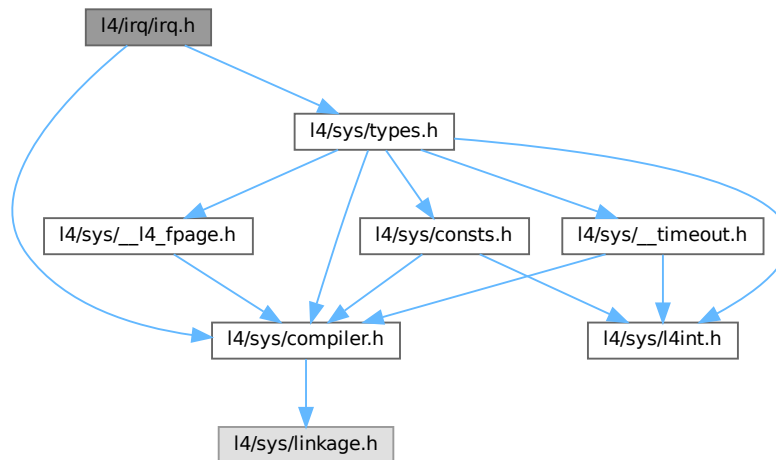 l4/irq/irq.h
l4/sys/types.h
l4/sys/__l4_fpage.h
l4/sys/consts.h
l4/sys/__timeout.h
l4/sys/compiler.h
l4/sys/l4int.h
l4/sys/linkage.h